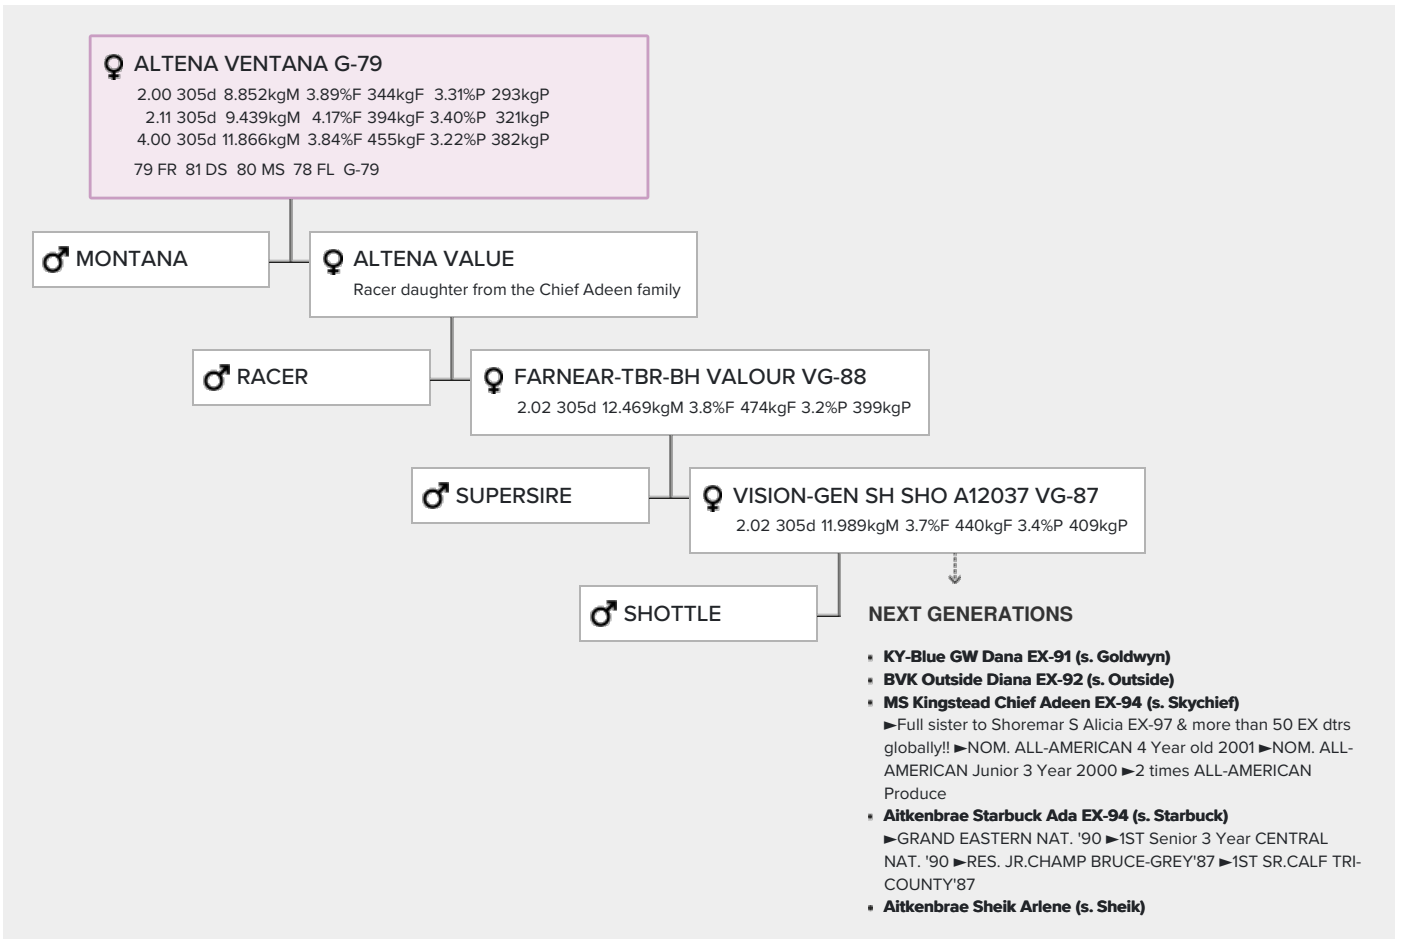 ALTENA VENTANA G-79
2.00 305d 8.852kgM 3.89%F 344kgF 3.31%P 293kgP
2.11 305d 9.439kgM 4.17%F 394kgF 3.40%P 321kgP
4.00 305d 11.866kgM 3.84%F 455kgF 3.22%P 382kgP
79 FR 81 DS 80 MS 78 FL G-79
MONTANA
ALTENA VALUE
Racer daughter from the Chief Adeen family
RACER
FARNEAR-TBR-BH VALOUR VG-88
2.02 305d 12.469kgM 3.8%F 474kgF 3.2%P 399kgP
SUPERSIRE
VISION-GEN SH SHO A12037 VG-87
2.02 305d 11.989kgM 3.7%F 440kgF 3.4%P 409kgP
SHOTTLE
NEXT GENERATIONS
▪ KY-Blue GW Dana EX-91 (s. Goldwyn)
▪ BVK Outside Diana EX-92 (s. Outside)
▪ MS Kingstead Chief Adeen EX-94 (s. Skychief)
►Full sister to Shoremar S Alicia EX-97 & more than 50 EX dtrs
globally!! ►NOM. ALL-AMERICAN 4 Year old 2001 ►NOM. ALL-
AMERICAN Junior 3 Year 2000 ►2 times ALL-AMERICAN
Produce
▪ Aitkenbrae Starbuck Ada EX-94 (s. Starbuck)
►GRAND EASTERN NAT. '90 ►1ST Senior 3 Year CENTRAL
NAT. '90 ►RES. JR.CHAMP BRUCE-GREY'87 ►1ST SR.CALF TRI-
COUNTY'87
▪ Aitkenbrae Sheik Arlene (s. Sheik)